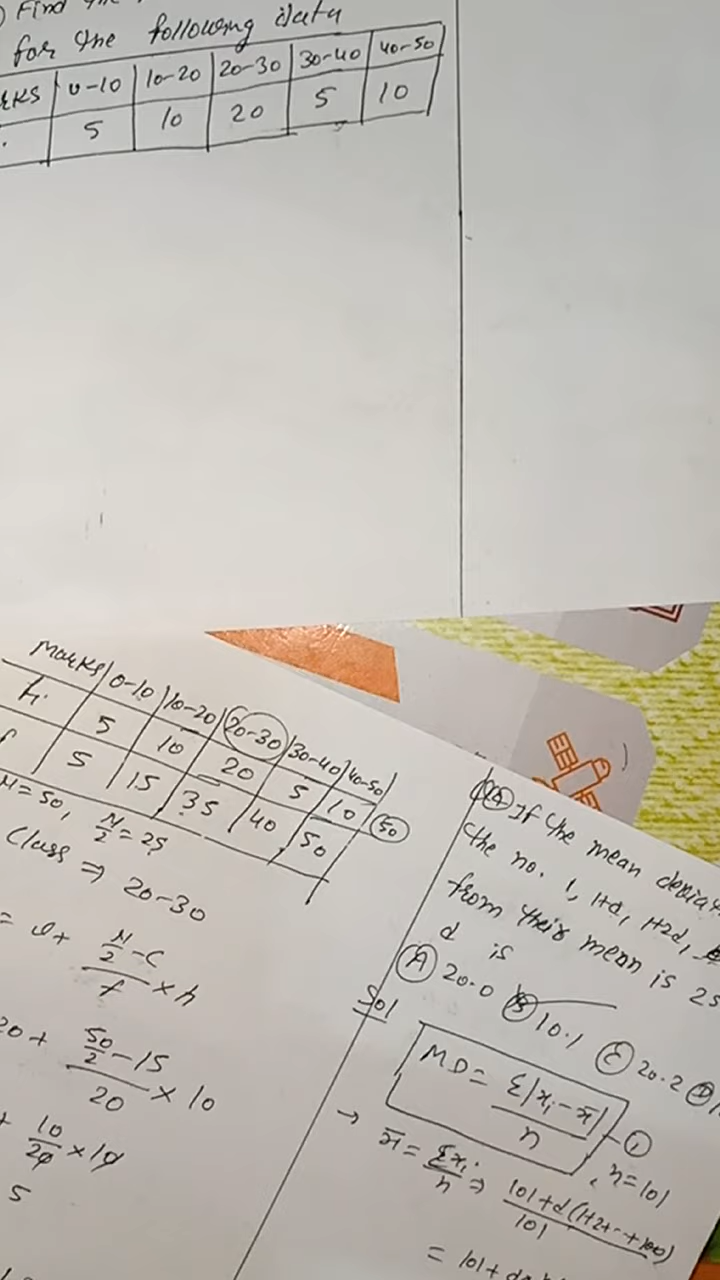 Find
for the following data
RKS 0-10 10-20 20-30 30-40 40-50
. 5 10 20 5 10
Marks 0-10 10-20 20-30 30-40 40-50
fi 5 10 20 5 10 50
f 5 15 35 40 50
N=50, N/2=25
Class ⇒ 20-30
= l+ (N/2-C)/f ×h
20+ (50/2-15)/20 ×10
+ 10/20 ×10
5
If the mean deviat
the no. 1, 1+d, 1+2d,
from their mean is 25
d is
(A) 20.0 (B) 10.1 (C) 20.2 (D)
Sol
MD= Σ|xi-x̄|/n -①
→ x̄= Σxi/n ⇒ 101+d(1+2+--+100)/101, n=101
= 101+d